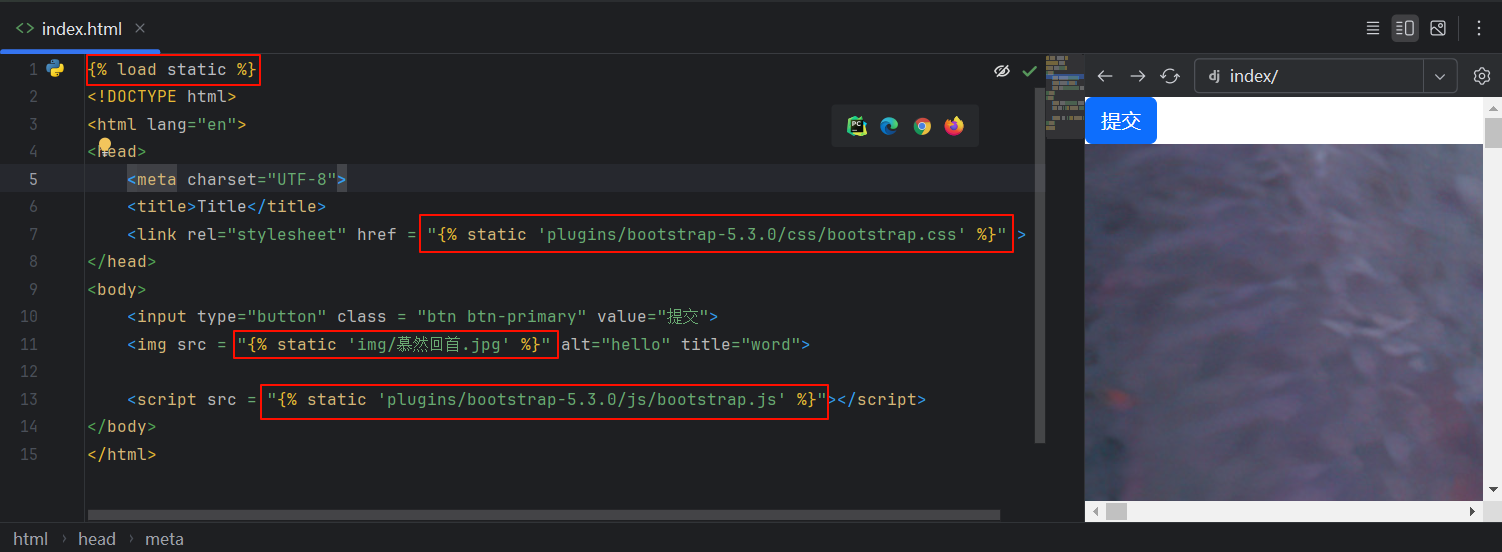 index.html
1 {% load static %}
2 <!DOCTYPE html>
3 <html lang="en">
4 <head>
5 <meta charset="UTF-8">
6 <title>Title</title>
7 <link rel="stylesheet" href = "{% static 'plugins/bootstrap-5.3.0/css/bootstrap.css' %}" >
8 </head>
9 <body>
10 <input type="button" class = "btn btn-primary" value="提交">
11 <img src = "{% static 'img/慕然回首.jpg' %}" alt="hello" title="word">
12
13 <script src = "{% static 'plugins/bootstrap-5.3.0/js/bootstrap.js' %}"></script>
14 </body>
15 </html>
PC
dj index/
提交
html › head › meta